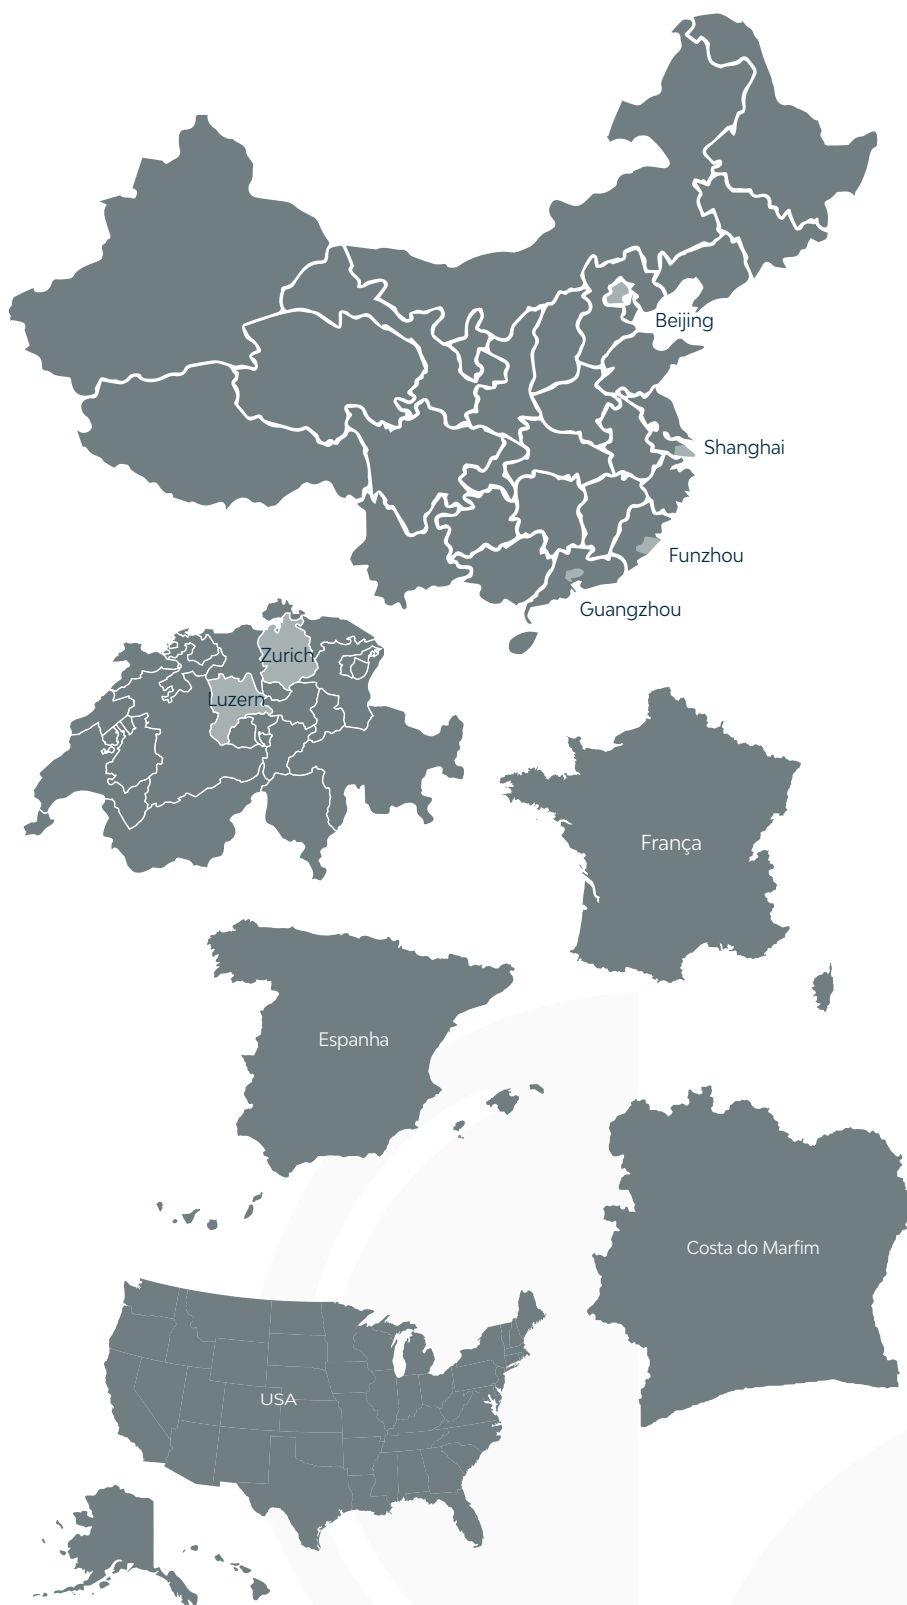 Beijing
Shanghai
Funzhou
Guangzhou
Zurich
Luzern
França
Espanha
Costa do Marfim
USA